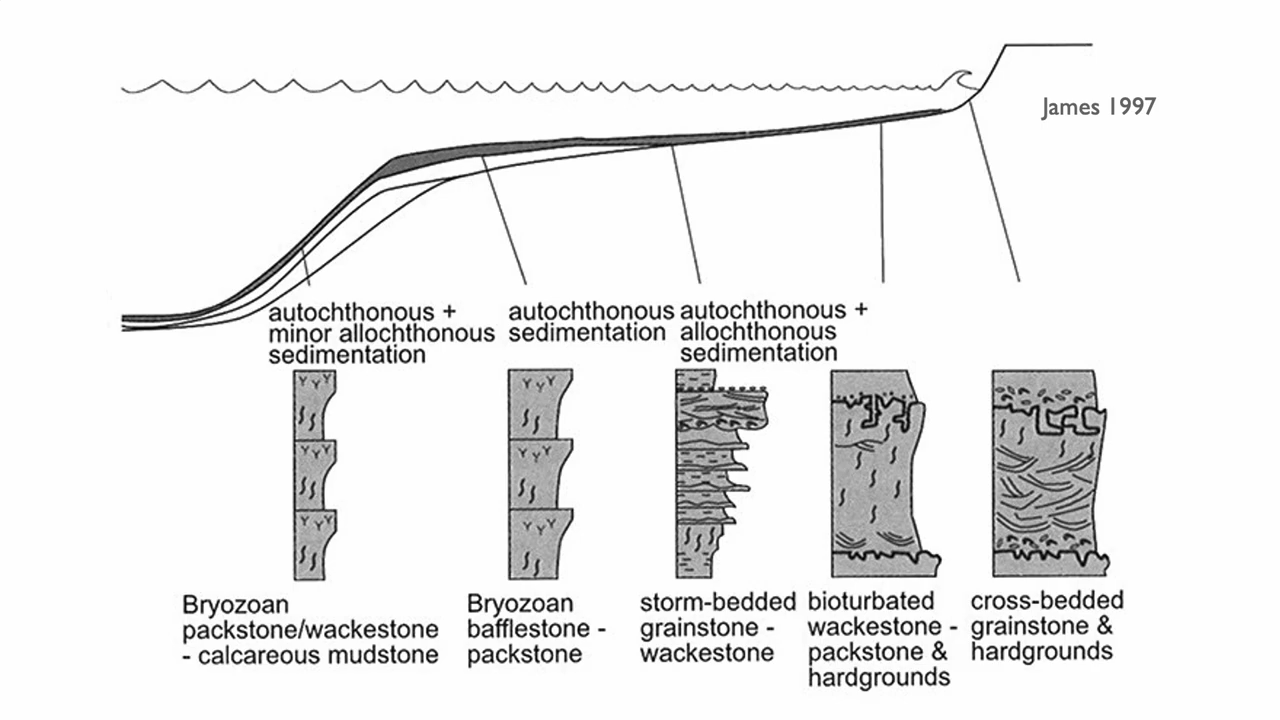 James 1997
autochthonous +
minor allochthonous
sedimentation
autochthonous
sedimentation
autochthonous +
allochthonous
sedimentation
Bryozoan
packstone/wackestone
- calcareous mudstone
Bryozoan
bafflestone -
packstone
storm-bedded
grainstone -
wackestone
bioturbated
wackestone -
packstone &
hardgrounds
cross-bedded
grainstone &
hardgrounds